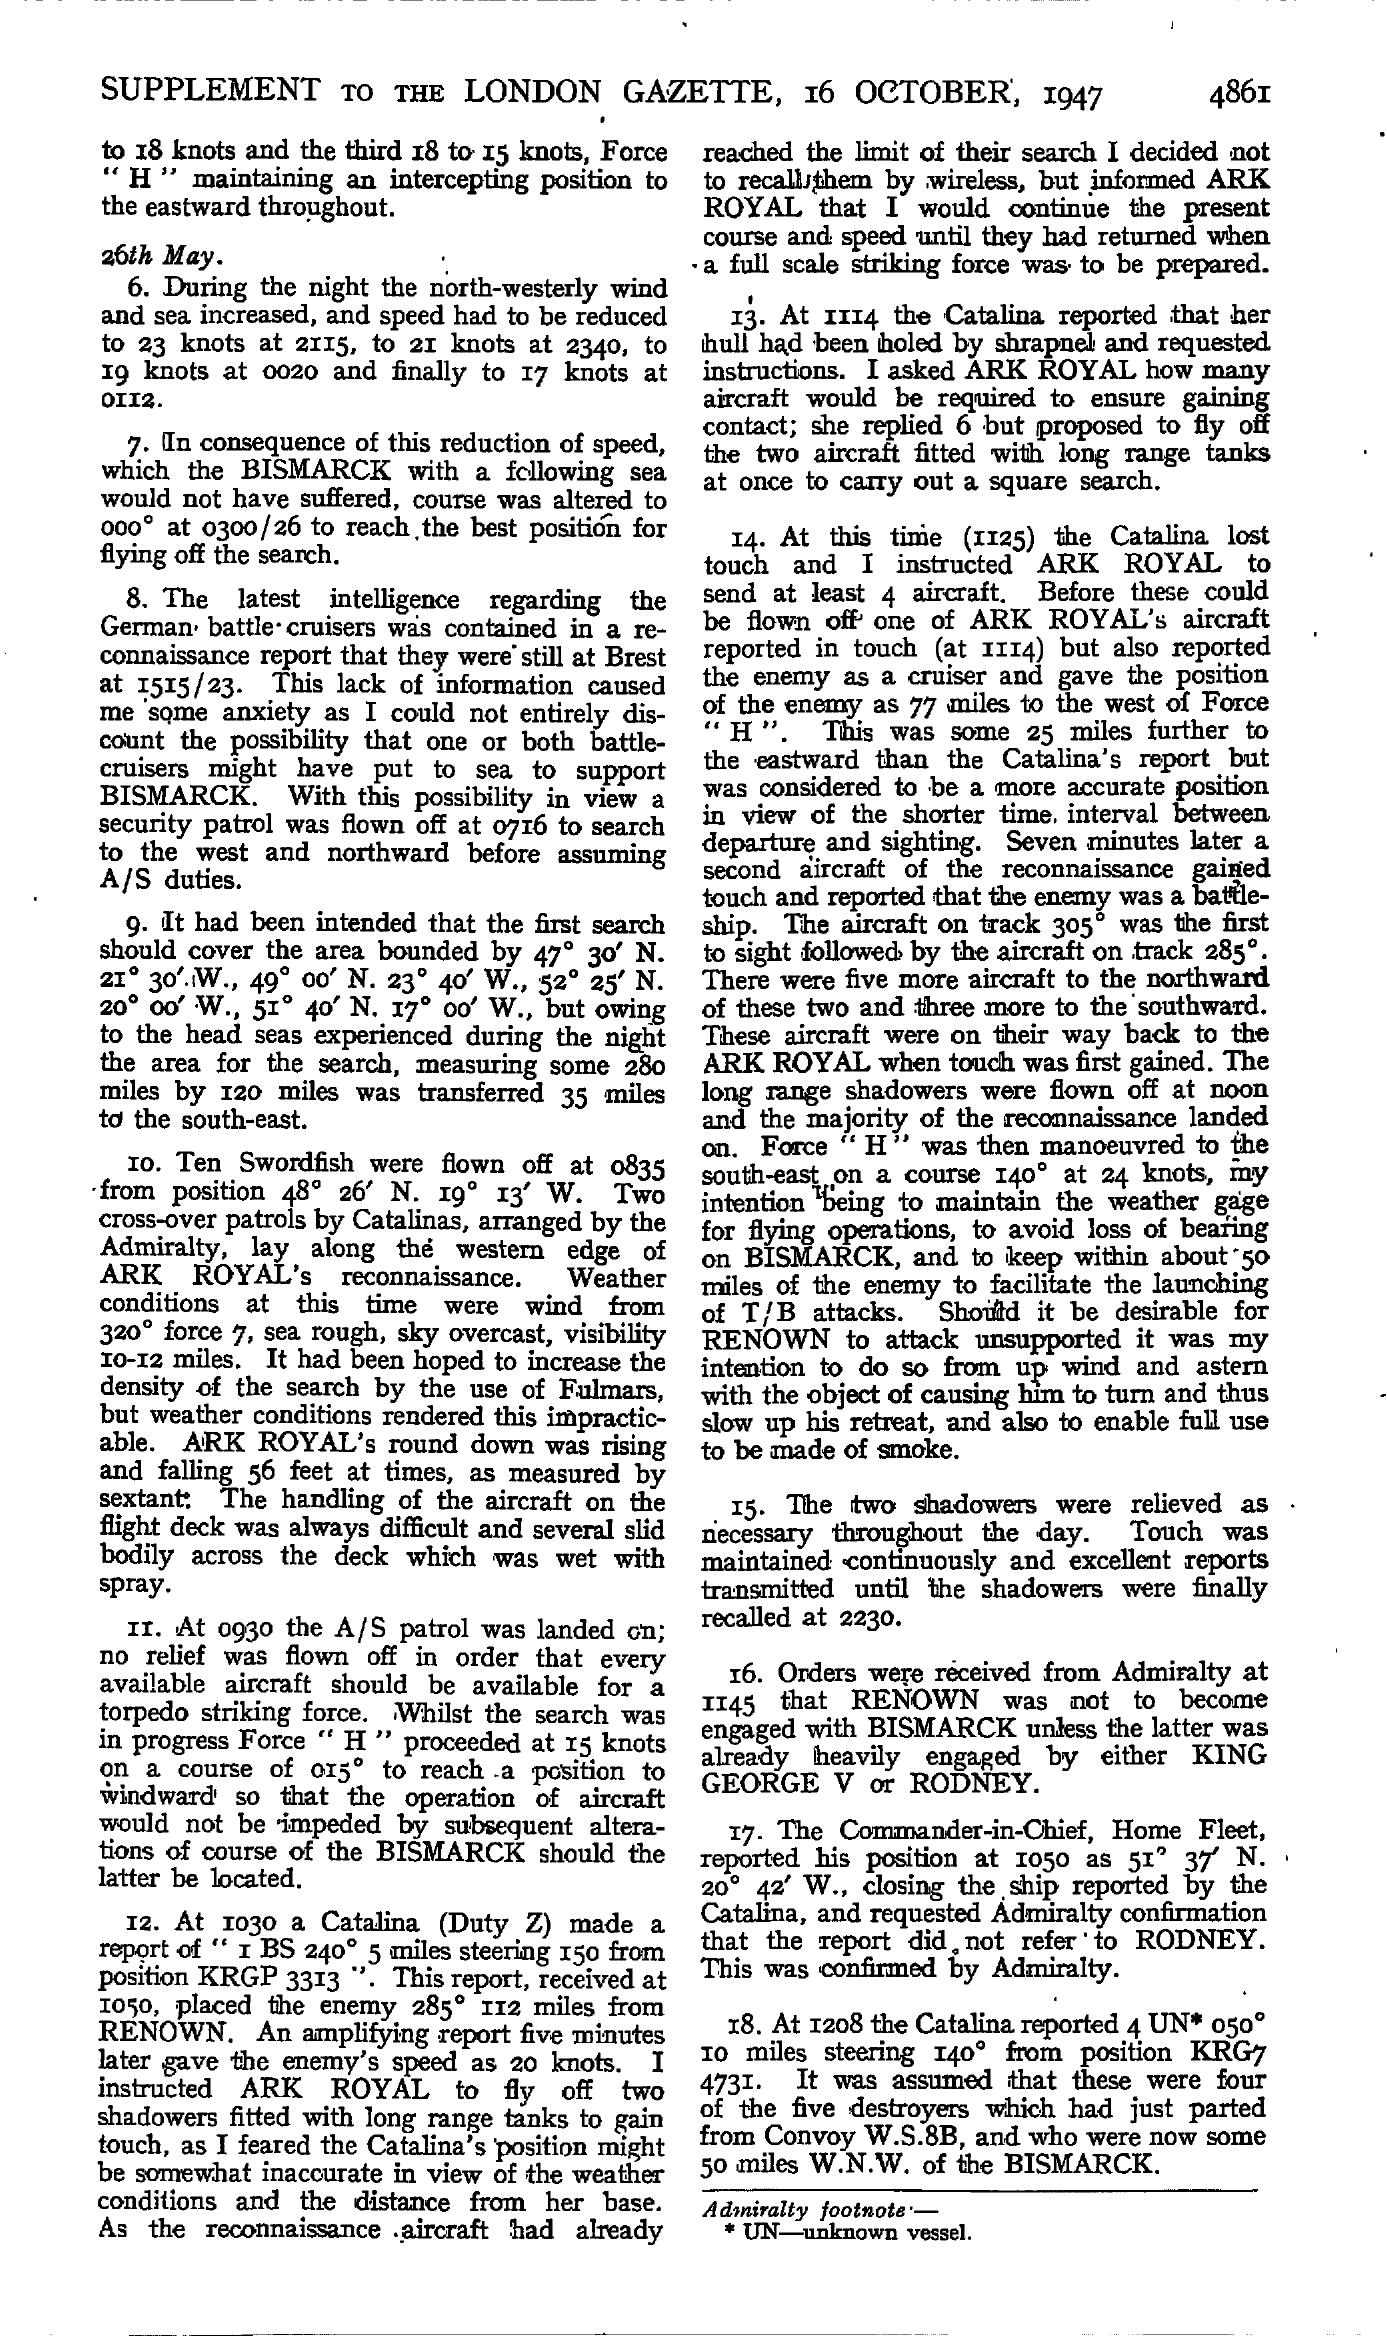 SUPPLEMENT TO THE LONDON GAZETTE, 16 OCTOBER, 1947 4861
to 18 knots and the third 18 to 15 knots, Force
" H " maintaining an intercepting position to
the eastward throughout.
26th May.
6. During the night the north-westerly wind
and sea increased, and speed had to be reduced
to 23 knots at 2115, to 21 knots at 2340, to
19 knots at 0020 and finally to 17 knots at
0112.
7. In consequence of this reduction of speed,
which the BISMARCK with a following sea
would not have suffered, course was altered to
000° at 0300/26 to reach the best position for
flying off the search.
8. The latest intelligence regarding the
German battle cruisers was contained in a re-
connaissance report that they were still at Brest
at 1515/23. This lack of information caused
me some anxiety as I could not entirely dis-
count the possibility that one or both battle-
cruisers might have put to sea to support
BISMARCK. With this possibility in view a
security patrol was flown off at 0716 to search
to the west and northward before assuming
A/S duties.
9. It had been intended that the first search
should cover the area bounded by 47° 30′ N.
21° 30′ W., 49° 00′ N. 23° 40′ W., 52° 25′ N.
20° 00′ W., 51° 40′ N. 17° 00′ W., but owing
to the head seas experienced during the night
the area for the search, measuring some 280
miles by 120 miles was transferred 35 miles
to the south-east.
10. Ten Swordfish were flown off at 0835
from position 48° 26′ N. 19° 13′ W. Two
cross-over patrols by Catalinas, arranged by the
Admiralty, lay along the western edge of
ARK ROYAL's reconnaissance. Weather
conditions at this time were wind from
320° force 7, sea rough, sky overcast, visibility
10-12 miles. It had been hoped to increase the
density of the search by the use of Fulmars,
but weather conditions rendered this impractic-
able. ARK ROYAL's round down was rising
and falling 56 feet at times, as measured by
sextant. The handling of the aircraft on the
flight deck was always difficult and several slid
bodily across the deck which was wet with
spray.
11. At 0930 the A/S patrol was landed on;
no relief was flown off in order that every
available aircraft should be available for a
torpedo striking force. Whilst the search was
in progress Force " H " proceeded at 15 knots
on a course of 015° to reach a position to
windward so that the operation of aircraft
would not be impeded by subsequent altera-
tions of course of the BISMARCK should the
latter be located.
12. At 1030 a Catalina (Duty Z) made a
report of " 1 BS 240° 5 miles steering 150 from
position KRGP 3313 ". This report, received at
1050, placed the enemy 285° 112 miles from
RENOWN. An amplifying report five minutes
later gave the enemy's speed as 20 knots. I
instructed ARK ROYAL to fly off two
shadowers fitted with long range tanks to gain
touch, as I feared the Catalina's position might
be somewhat inaccurate in view of the weather
conditions and the distance from her base.
As the reconnaissance aircraft had already
reached the limit of their search I decided not
to recall them by wireless, but informed ARK
ROYAL that I would continue the present
course and speed until they had returned when
a full scale striking force was to be prepared.
13. At 1114 the Catalina reported that her
hull had been holed by shrapnel and requested
instructions. I asked ARK ROYAL how many
aircraft would be required to ensure gaining
contact; she replied 6 but proposed to fly off
the two aircraft fitted with long range tanks
at once to carry out a square search.
14. At this time (1125) the Catalina lost
touch and I instructed ARK ROYAL to
send at least 4 aircraft. Before these could
be flown off one of ARK ROYAL's aircraft
reported in touch (at 1114) but also reported
the enemy as a cruiser and gave the position
of the enemy as 77 miles to the west of Force
" H ". This was some 25 miles further to
the eastward than the Catalina's report but
was considered to be a more accurate position
in view of the shorter time interval between
departure and sighting. Seven minutes later a
second aircraft of the reconnaissance gained
touch and reported that the enemy was a battle-
ship. The aircraft on track 305° was the first
to sight followed by the aircraft on track 285°.
There were five more aircraft to the northward
of these two and three more to the southward.
These aircraft were on their way back to the
ARK ROYAL when touch was first gained. The
long range shadowers were flown off at noon
and the majority of the reconnaissance landed
on. Force " H " was then manoeuvred to the
south-east on a course 140° at 24 knots, my
intention being to maintain the weather gage
for flying operations, to avoid loss of bearing
on BISMARCK, and to keep within about 50
miles of the enemy to facilitate the launching
of T/B attacks. Should it be desirable for
RENOWN to attack unsupported it was my
intention to do so from up wind and astern
with the object of causing him to turn and thus
slow up his retreat, and also to enable full use
to be made of smoke.
15. The two shadowers were relieved as
necessary throughout the day. Touch was
maintained continuously and excellent reports
transmitted until the shadowers were finally
recalled at 2230.
16. Orders were received from Admiralty at
1145 that RENOWN was not to become
engaged with BISMARCK unless the latter was
already heavily engaged by either KING
GEORGE V or RODNEY.
17. The Commander-in-Chief, Home Fleet,
reported his position at 1050 as 51° 37′ N.
20° 42′ W., closing the ship reported by the
Catalina, and requested Admiralty confirmation
that the report did not refer to RODNEY.
This was confirmed by Admiralty.
18. At 1208 the Catalina reported 4 UN* 050°
10 miles steering 140° from position KRG7
4731. It was assumed that these were four
of the five destroyers which had just parted
from Convoy W.S.8B, and who were now some
50 miles W.N.W. of the BISMARCK.
Admiralty footnote—
* UN—unknown vessel.